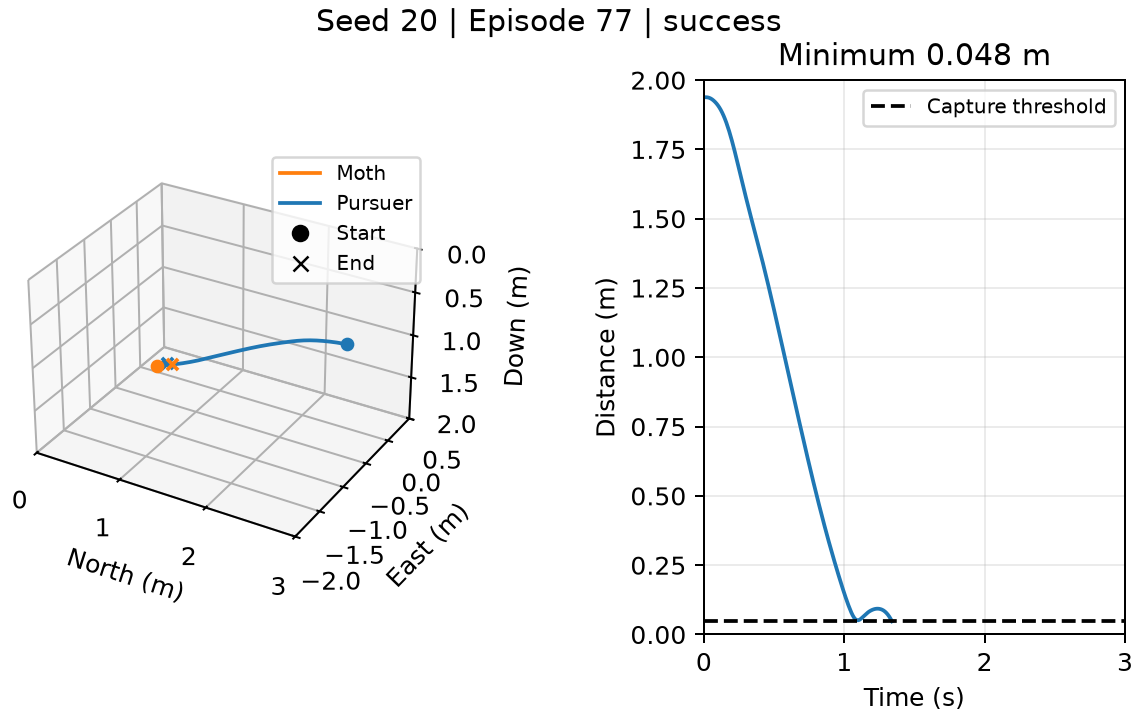 Seed 20 | Episode 77 | success
Moth
Pursuer
Start
End
0.0
0.5
1.0
1.5
2.0
Down (m)
0.5
0.0
−0.5
−1.0
−1.5
−2.0
East (m)
0
1
2
3
North (m)
Minimum 0.048 m
Capture threshold
2.00
1.75
1.50
1.25
1.00
0.75
0.50
0.25
0.00
Distance (m)
0
1
2
3
Time (s)